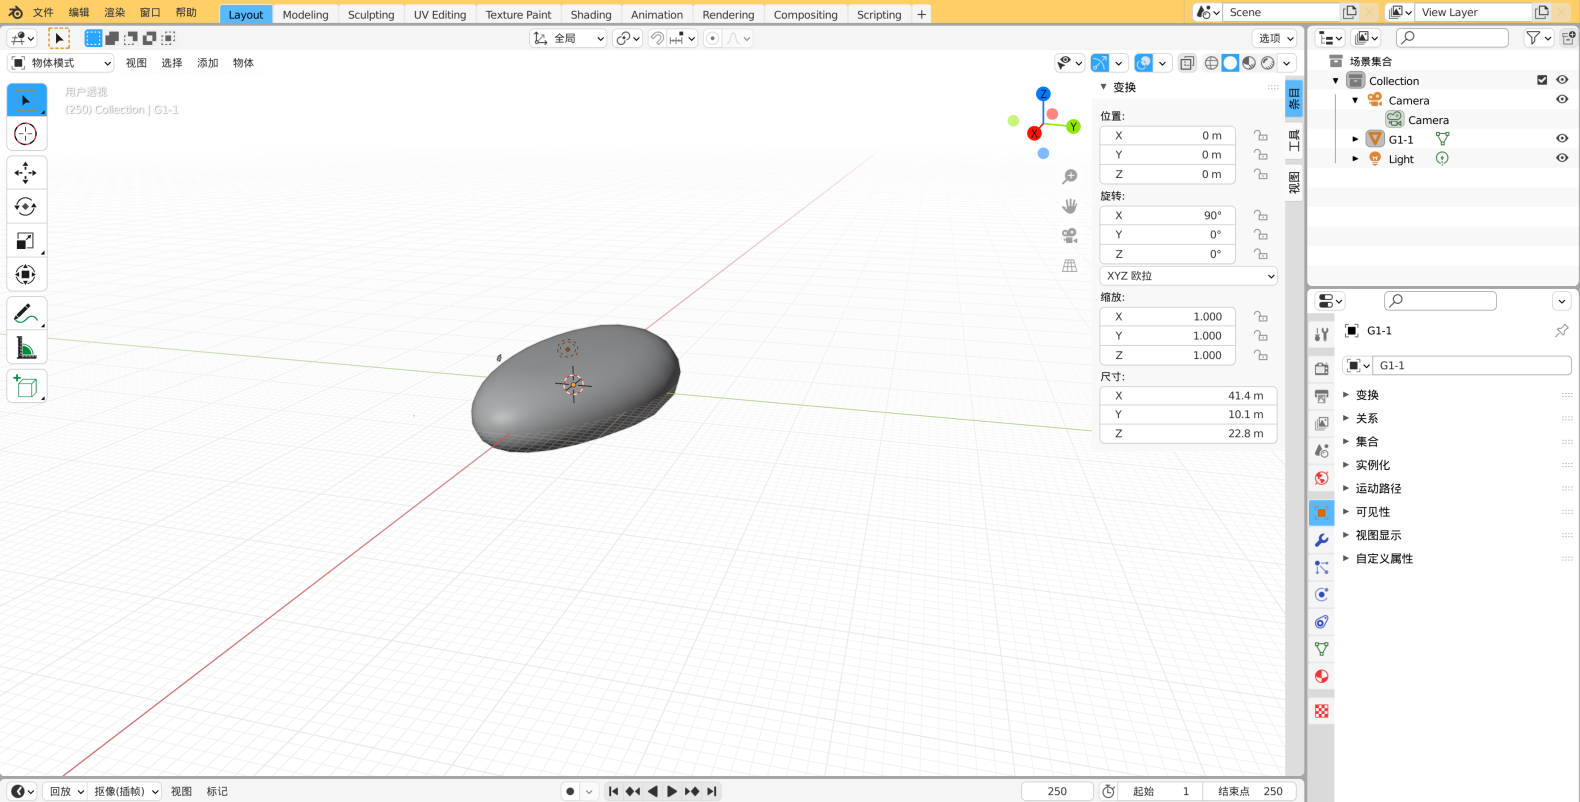 文件 编辑 渲染 窗口 帮助 Layout Modeling Sculpting UV Editing Texture Paint Shading Animation Rendering Compositing Scripting + Scene View Layer
全局 选项
物体模式 视图 选择 添加 物体
用户透视
(250) Collection | G1-1
Z
Y
X
变换
位置:
X 0 m
Y 0 m
Z 0 m
旋转:
X 90°
Y 0°
Z 0°
XYZ 欧拉
缩放:
X 1.000
Y 1.000
Z 1.000
尺寸:
X 41.4 m
Y 10.1 m
Z 22.8 m
条目
工具
视图
场景集合
Collection
Camera
Camera
G1-1
Light
G1-1
G1-1
变换
关系
集合
实例化
运动路径
可见性
视图显示
自定义属性
回放 抠像(插帧) 视图 标记 250 起始 1 结束点 250